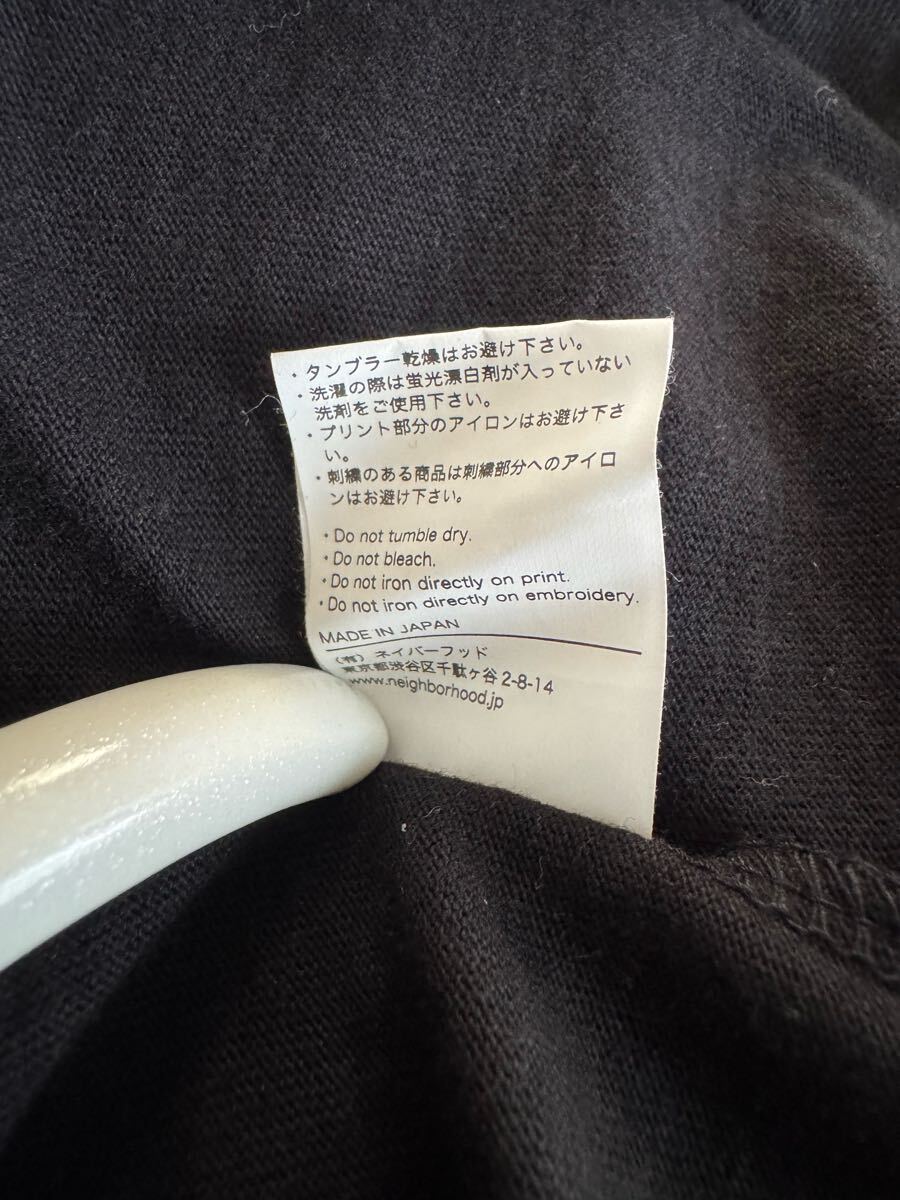 ・タンブラー乾燥はお避け下さい。
・洗濯の際は蛍光漂白剤が入っていない
洗剤をご使用下さい。
・プリント部分のアイロンはお避け下さ
い。
・刺繍のある商品は刺繍部分へのアイロ
ンはお避け下さい。
・Do not tumble dry.
・Do not bleach.
・Do not iron directly on print.
・Do not iron directly on embroidery.
MADE IN JAPAN
(有) ネイバーフッド
東京都渋谷区千駄ヶ谷 2-8-14
www.neighborhood.jp